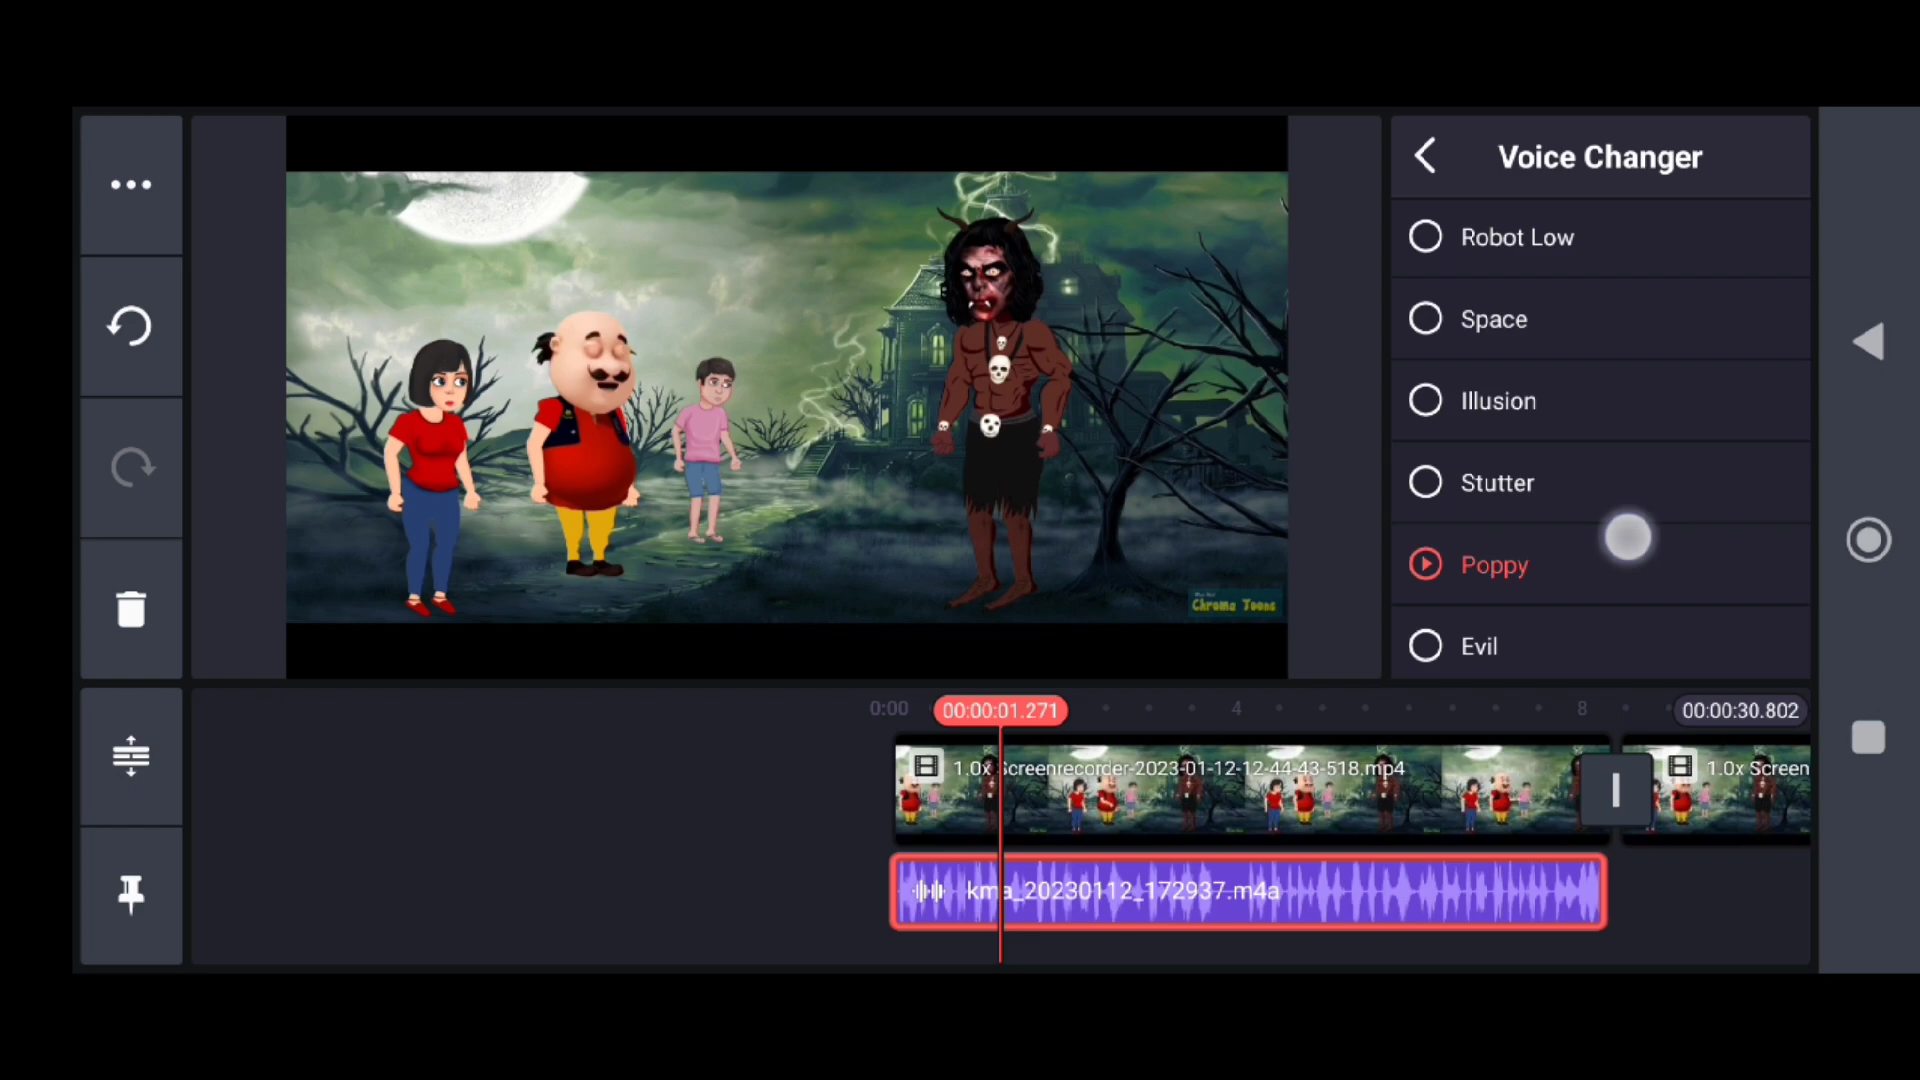 Voice Changer
Robot Low
Space
Illusion
Stutter
Poppy
Evil
Chroma Toons
0:00
00:00:01.271
4
8
00:00:30.802
1.0x Screenrecorder-2023-01-12-12-44-43-518.mp4
1.0x Screen
kma_20230112_172937.m4a